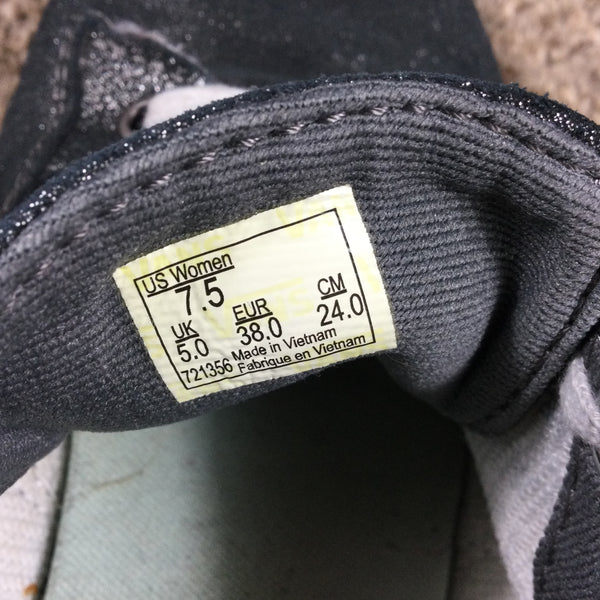 US Women
7.5
UK EUR CM
5.0 38.0 24.0
721356 Made in Vietnam
Fabrique en Vietnam